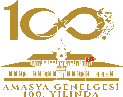 100
AMASYA GENELGESİ
100. YILINDA